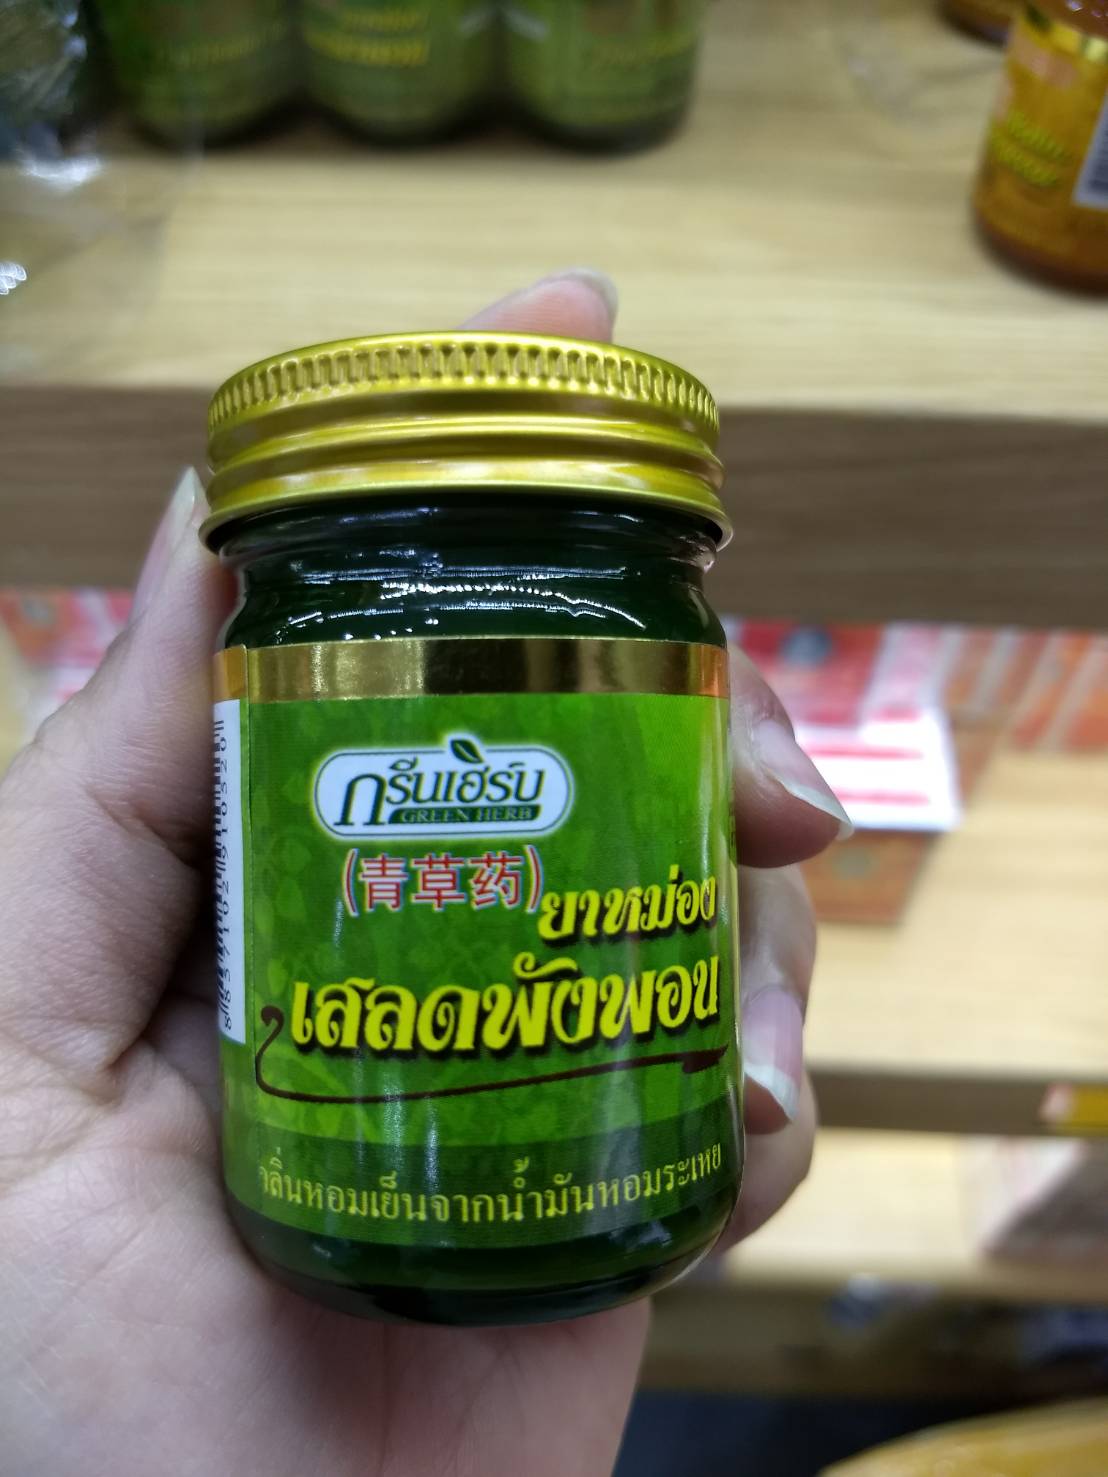 กรีนเฮิร์บ
GREEN HERB
(青草药)
ยาหม่อง
เสลดพังพอน
กลิ่นหอมเย็นจากน้ำมันหอมระเหย